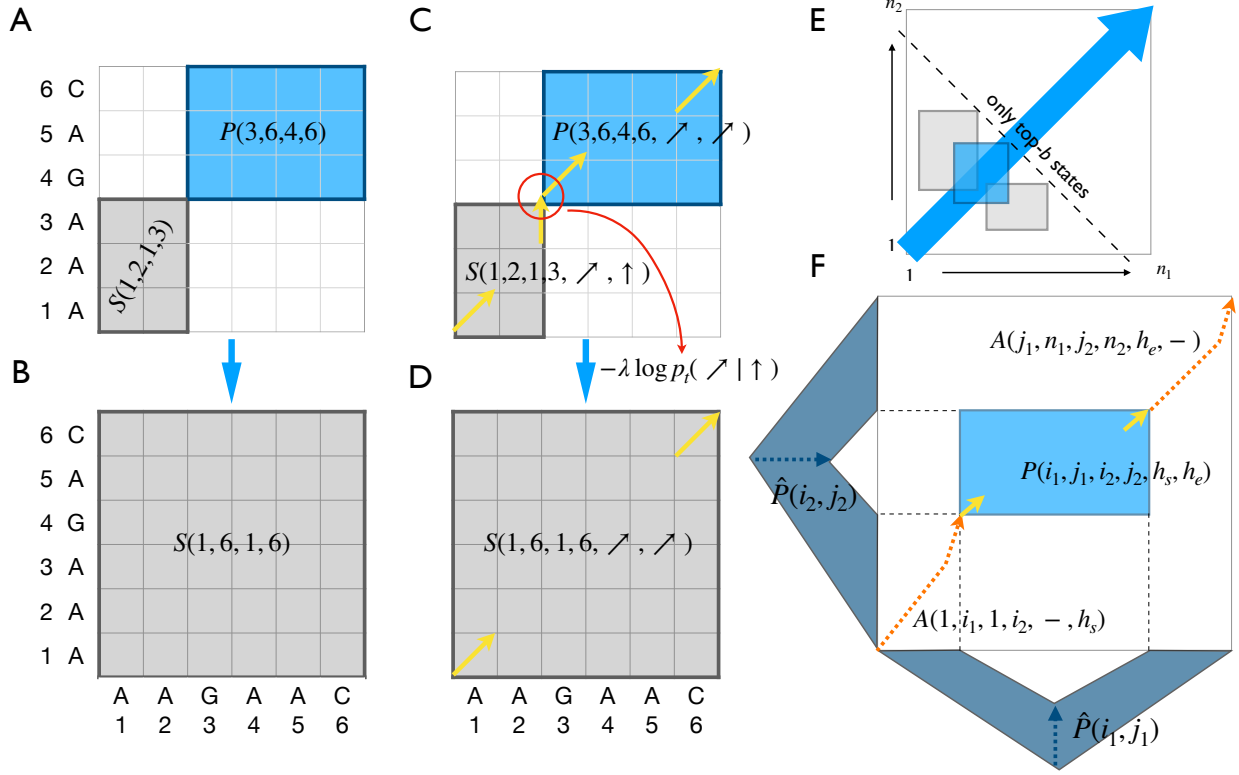 A
6 C
5 A
4 G
3 A
2 A
1 A
P(3,6,4,6)
S(1,2,1,3)
B
6 C
5 A
4 G
3 A
2 A
1 A
S(1, 6, 1, 6)
A A G A A C
1 2 3 4 5 6
C
P(3,6,4,6, ↗ , ↗ )
S(1,2,1,3, ↗ , ↑ )
−λ log p_t( ↗ | ↑ )
D
S(1, 6, 1, 6, ↗ , ↗ )
A A G A A C
1 2 3 4 5 6
E
n_2
only top-b states
1
1
n_1
F
A(j_1, n_1, j_2, n_2, h_e, − )
P(i_1, j_1, i_2, j_2, h_s, h_e)
P̂(i_2, j_2)
A(1, i_1, 1, i_2, − , h_s)
P̂(i_1, j_1)